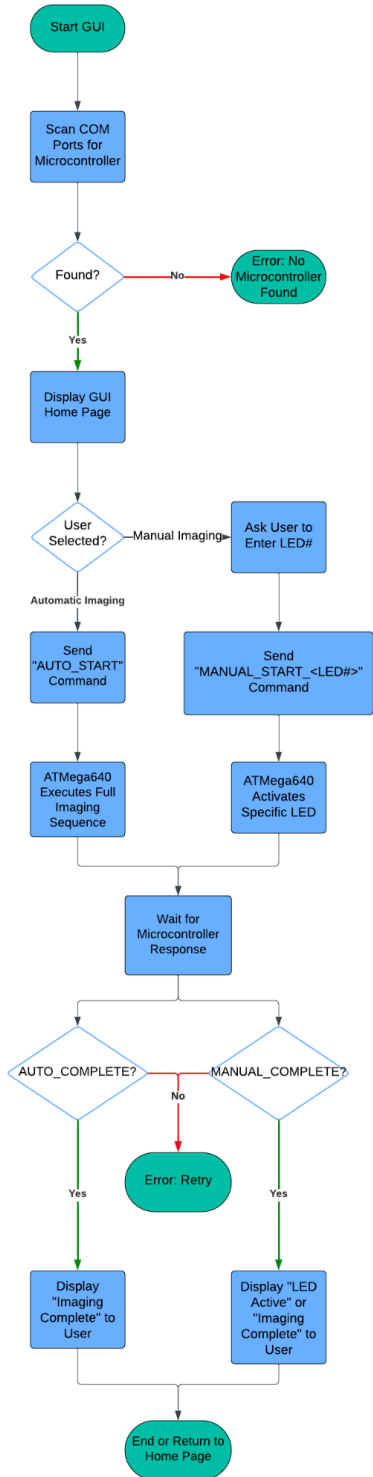 Start GUI
Scan COM
Ports for
Microcontroller
Found?
No
Error: No
Microcontroller
Found
Yes
Display GUI
Home Page
User
Selected?
Manual Imaging
Ask User to
Enter LED#
Automatic Imaging
Send
"AUTO_START"
Command
Send
"MANUAL_START_<LED#>"
Command
ATMega640
Executes Full
Imaging
Sequence
ATMega640
Activates
Specific LED
Wait for
Microcontroller
Response
AUTO_COMPLETE?
MANUAL_COMPLETE?
No
Error: Retry
Yes
Yes
Display
"Imaging
Complete" to
User
Display "LED
Active" or
"Imaging
Complete" to
User
End or Return to
Home Page